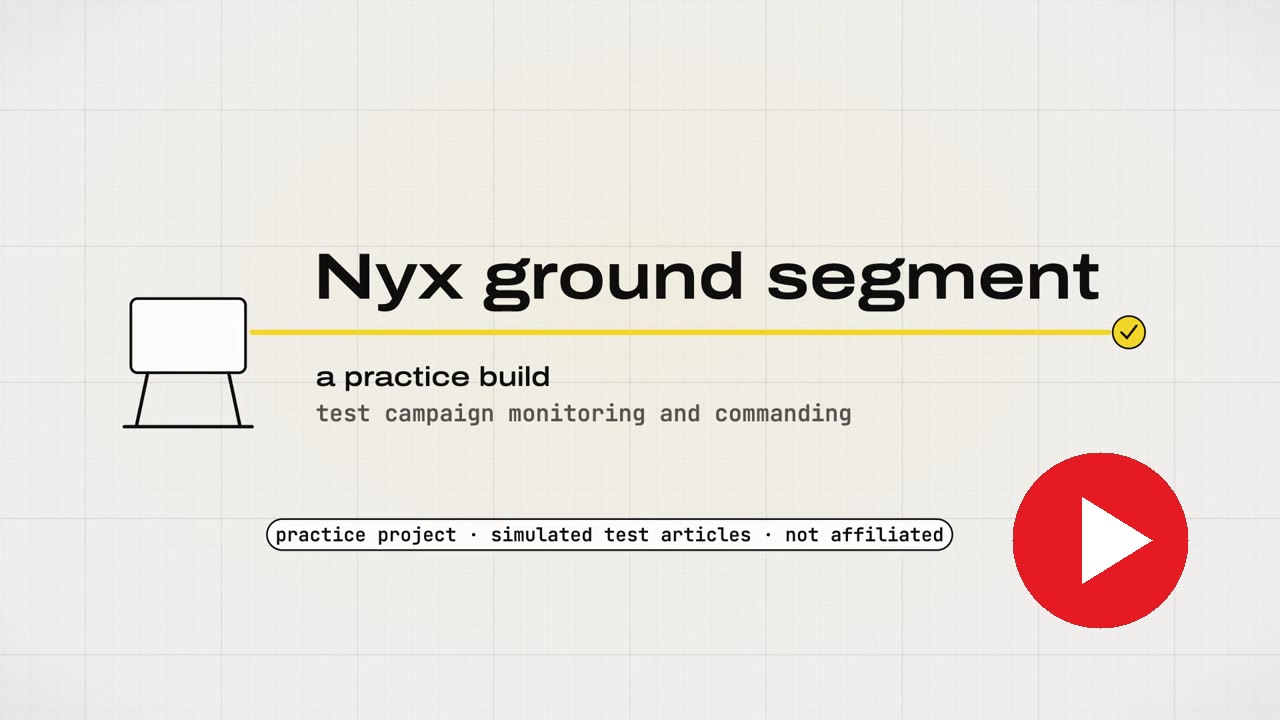 Nyx ground segment
a practice build
test campaign monitoring and commanding
practice project · simulated test articles · not affiliated